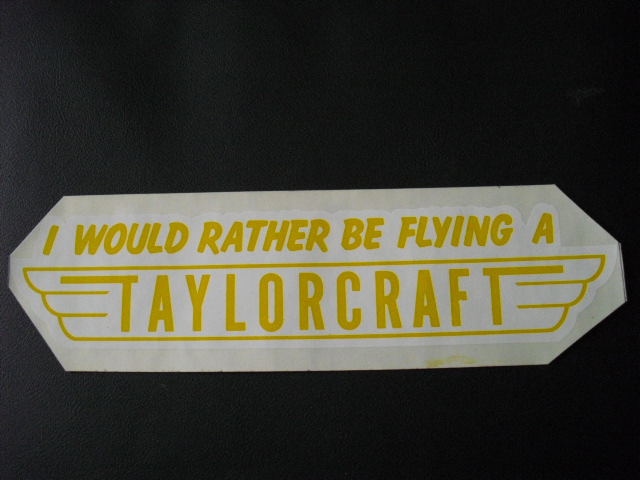 I WOULD RATHER BE FLYING A
TAYLORCRAFT